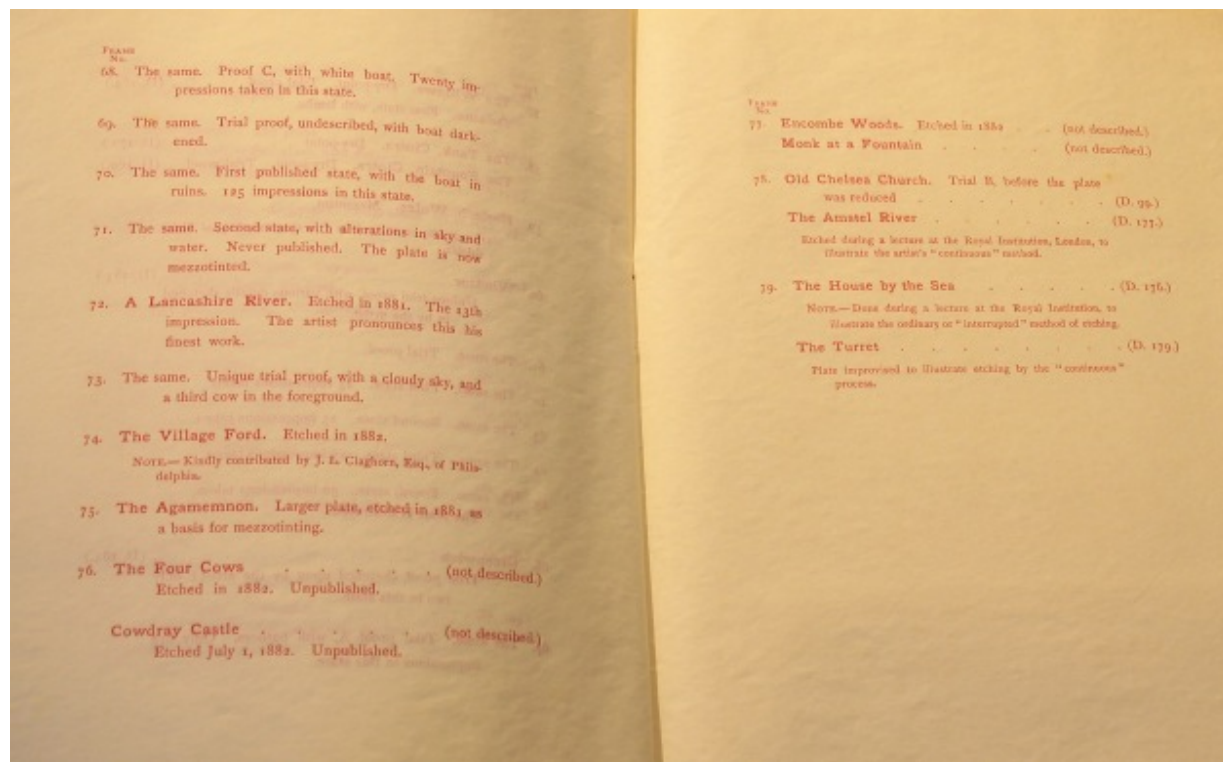 FRAME
No.
68. The same. Proof C, with white boat. Twenty im-
pressions taken in this state.
69. The same. Trial proof, undescribed, with boat dark-
ened.
70. The same. First published state, with the boat in
ruins. 125 impressions in this state.
71. The same. Second state, with alterations in sky and
water. Never published. The plate is now
mezzotinted.
72. A Lancashire River. Etched in 1881. The 13th
impression. The artist pronounces this his
finest work.
73. The same. Unique trial proof, with a cloudy sky, and
a third cow in the foreground.
74. The Village Ford. Etched in 1882.
NOTE.—Kindly contributed by J. L. Claghorn, Esq., of Phila-
delphia.
75. The Agamemnon. Larger plate, etched in 1881 as
a basis for mezzotinting.
76. The Four Cows . . . . . (not described.)
Etched in 1882. Unpublished.
Cowdray Castle . . . . . (not described.)
Etched July 1, 1882. Unpublished.
FRAME
No.
77. Encombe Woods. Etched in 1882 . . (not described.)
Monk at a Fountain . . . . (not described.)
78. Old Chelsea Church. Trial B, before the plate
was reduced . . . . . . . (D. 99.)
The Amstel River . . . . . . (D. 177.)
Etched during a lecture at the Royal Institution, London, to
illustrate the artist's "continuous" method.
79. The House by the Sea . . . . . (D. 176.)
NOTE.—Done during a lecture at the Royal Institution, to
illustrate the ordinary or "interrupted" method of etching.
The Turret . . . . . . . . (D. 179.)
Plate improvised to illustrate etching by the "continuous"
process.